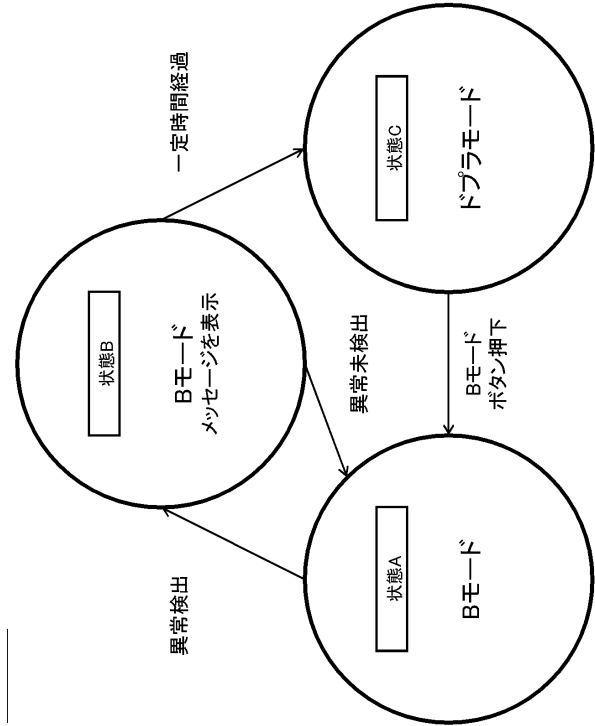 状態B
Bモード
メッセージを表示
異常検出
一定時間経過
異常未検出
状態A
Bモード
Bモード
ボタン押下
状態C
ドプラモード